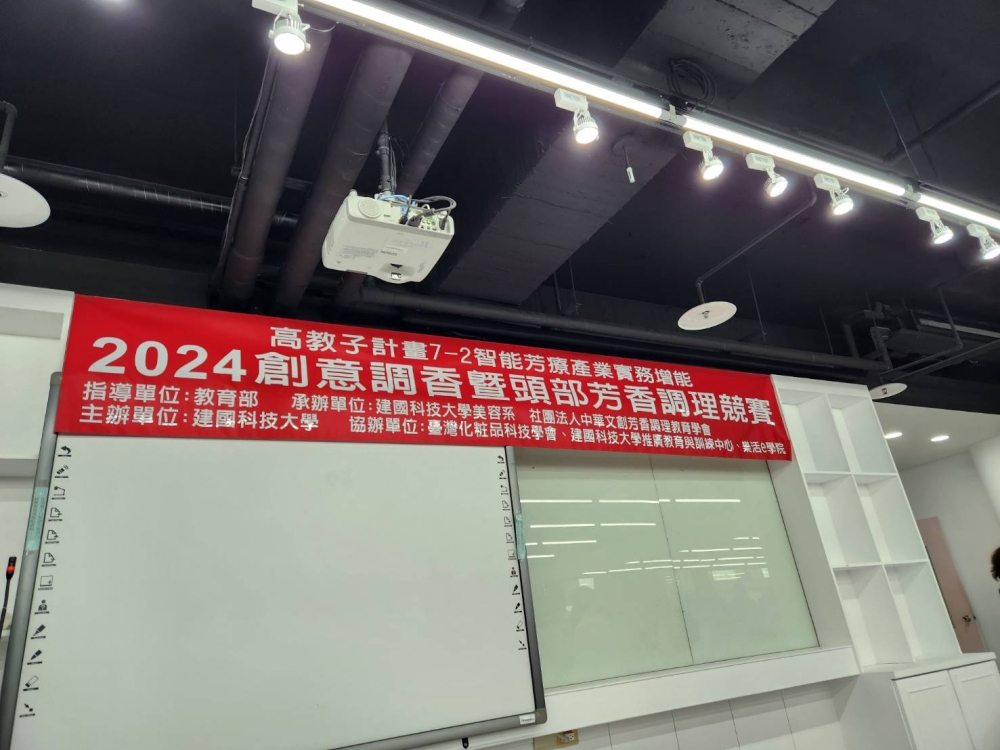 高教子計畫7-2智能芳療產業實務增能
2024創意調香暨頭部芳香調理競賽
指導單位:教育部 承辦單位:建國科技大學美容系 社團法人中華文創芳香調理教育學會
主辦單位:建國科技大學 協辦單位:臺灣化粧品科技學會、建國科技大學推廣教育與訓練中心、樂活e學院